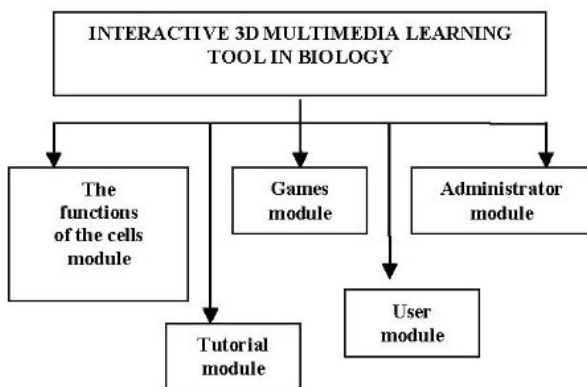 INTERACTIVE 3D MULTIMEDIA LEARNING
TOOL IN BIOLOGY
The
functions
of the cells
module
Games
module
Administrator
module
Tutorial
module
User
module